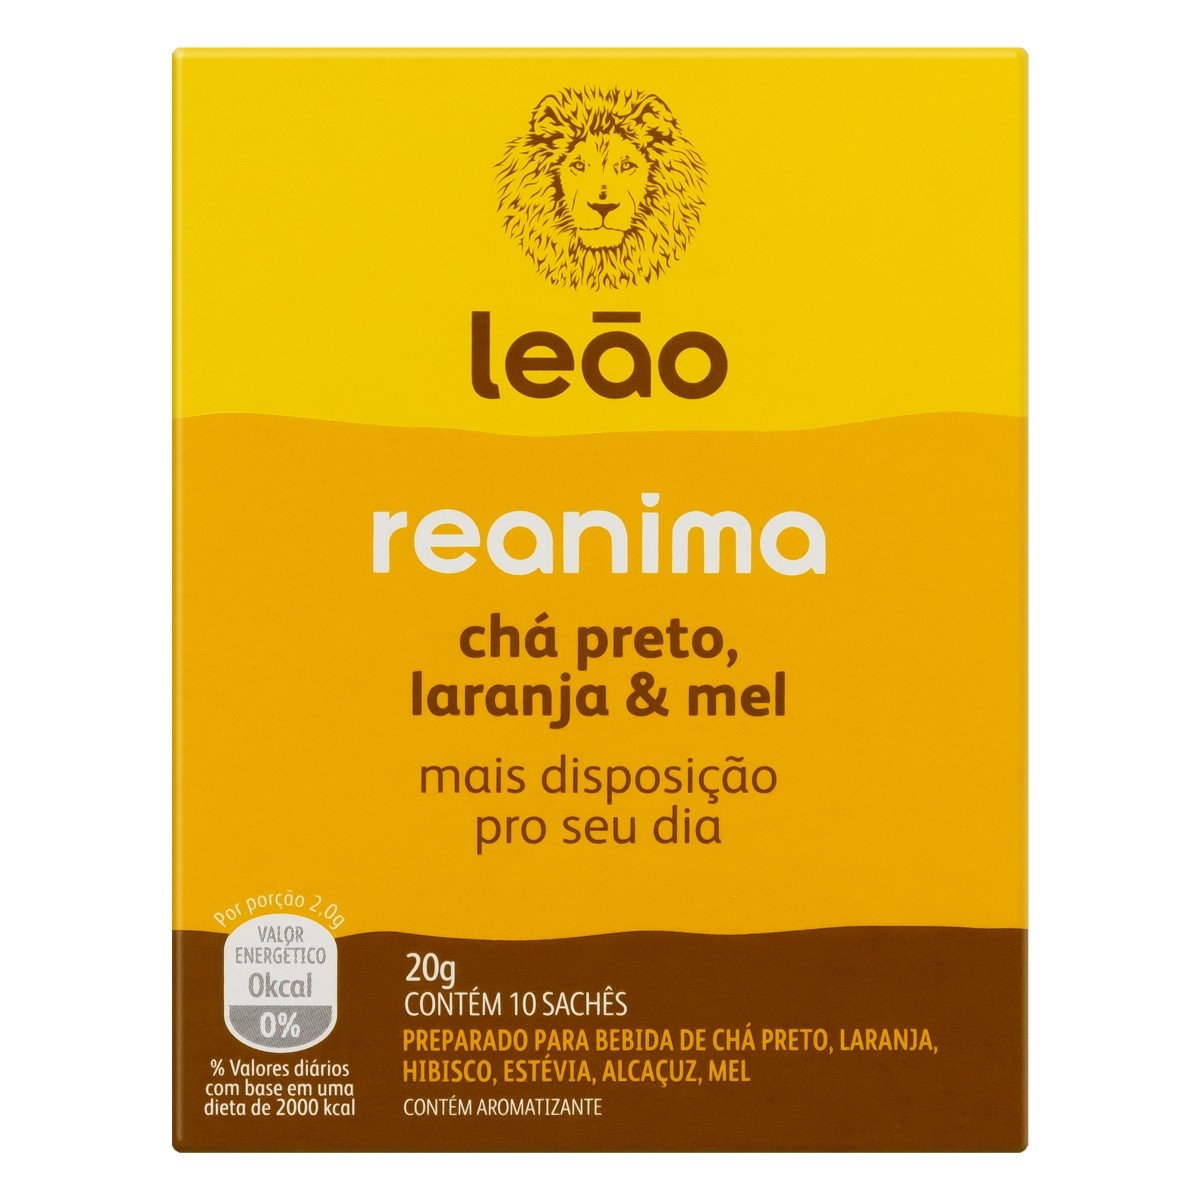 leão
reanima
chá preto,
laranja & mel
mais disposição
pro seu dia
Por porção 2,0g
VALOR
ENERGÉTICO
0kcal
0%
% Valores diários
com base em uma
dieta de 2000 kcal
20g
CONTÉM 10 SACHÊS
PREPARADO PARA BEBIDA DE CHÁ PRETO, LARANJA,
HIBISCO, ESTÉVIA, ALCAÇUZ, MEL
CONTÉM AROMATIZANTE